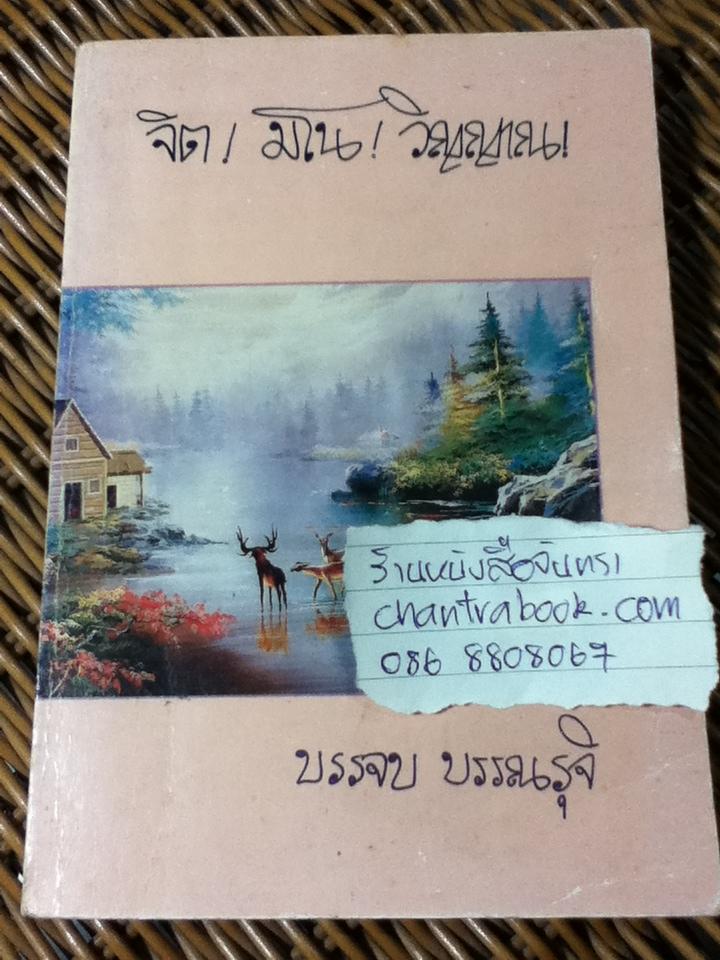 จิต! มโน! วิญญาณ!
ร้านหนังสือจันทรา
chantrabook.com
086 8808067
บรรจบ บรรณรุจิ